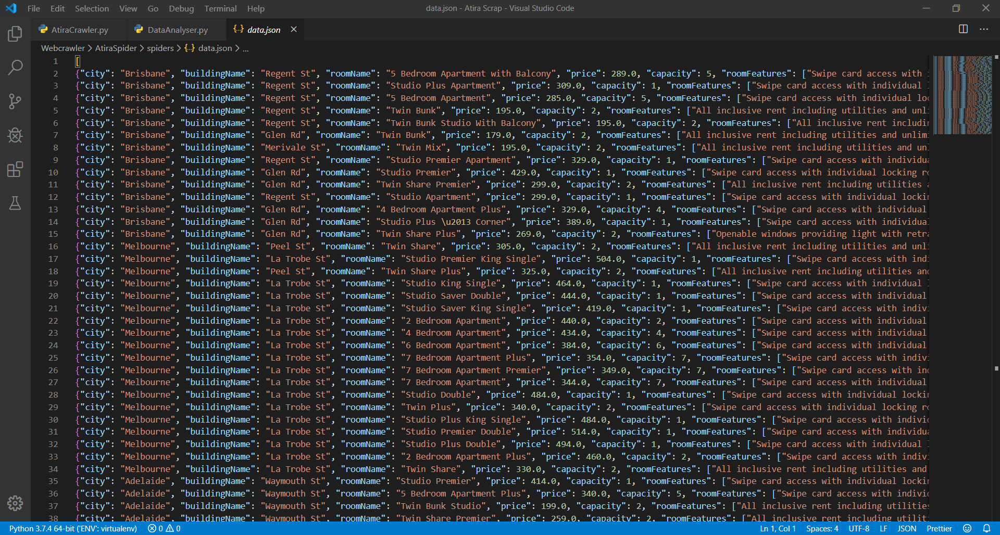 File Edit Selection View Go Debug Terminal Help data.json - Atira Scrap - Visual Studio Code
AtiraCrawler.py DataAnalyser.py {..} data.json
Webcrawler > AtiraSpider > spiders > {..} data.json > ...
1 [
2 {"city": "Brisbane", "buildingName": "Regent St", "roomName": "5 Bedroom Apartment with Balcony", "price": 289.0, "capacity": 5, "roomFeatures": ["Swipe card access with
3 {"city": "Brisbane", "buildingName": "Regent St", "roomName": "Studio Plus Apartment", "price": 309.0, "capacity": 1, "roomFeatures": ["Swipe card access with individual
4 {"city": "Brisbane", "buildingName": "Regent St", "roomName": "5 Bedroom Apartment", "price": 285.0, "capacity": 5, "roomFeatures": ["Swipe card access with individual loc
5 {"city": "Brisbane", "buildingName": "Regent St", "roomName": "Twin Bunk", "price": 195.0, "capacity": 2, "roomFeatures": ["All inclusive rent including utilities and unli
6 {"city": "Brisbane", "buildingName": "Regent St", "roomName": "Twin Bunk Studio With Balcony", "price": 195.0, "capacity": 2, "roomFeatures": ["All inclusive rent includin
7 {"city": "Brisbane", "buildingName": "Glen Rd", "roomName": "Twin Bunk", "price": 179.0, "capacity": 2, "roomFeatures": ["All inclusive rent including utilities and unlimi
8 {"city": "Brisbane", "buildingName": "Merivale St", "roomName": "Twin Mix", "price": 195.0, "capacity": 2, "roomFeatures": ["All inclusive rent including utilities and unl
9 {"city": "Brisbane", "buildingName": "Regent St", "roomName": "Studio Premier Apartment", "price": 329.0, "capacity": 1, "roomFeatures": ["Swipe card access with individua
10 {"city": "Brisbane", "buildingName": "Glen Rd", "roomName": "Studio Premier", "price": 429.0, "capacity": 1, "roomFeatures": ["Swipe card access with individual locking ro
11 {"city": "Brisbane", "buildingName": "Glen Rd", "roomName": "Twin Share Premier", "price": 299.0, "capacity": 2, "roomFeatures": ["All inclusive rent including utilities a
12 {"city": "Brisbane", "buildingName": "Regent St", "roomName": "Studio Apartment", "price": 299.0, "capacity": 1, "roomFeatures": ["Swipe card access with individual lockin
13 {"city": "Brisbane", "buildingName": "Glen Rd", "roomName": "4 Bedroom Apartment Plus", "price": 329.0, "capacity": 4, "roomFeatures": ["Swipe card access with individual
14 {"city": "Brisbane", "buildingName": "Glen Rd", "roomName": "Studio Plus \u2013 Corner", "price": 389.0, "capacity": 1, "roomFeatures": ["Swipe card access with individual
15 {"city": "Brisbane", "buildingName": "Glen Rd", "roomName": "Twin Share Plus", "price": 269.0, "capacity": 2, "roomFeatures": ["Openable windows providing light with retra
16 {"city": "Melbourne", "buildingName": "Peel St", "roomName": "Twin Share", "price": 305.0, "capacity": 2, "roomFeatures": ["All inclusive rent including utilities and unli
17 {"city": "Melbourne", "buildingName": "La Trobe St", "roomName": "Studio Premier King Single", "price": 504.0, "capacity": 1, "roomFeatures": ["Swipe card access with indi
18 {"city": "Melbourne", "buildingName": "Peel St", "roomName": "Twin Share Plus", "price": 325.0, "capacity": 2, "roomFeatures": ["All inclusive rent including utilities and
19 {"city": "Melbourne", "buildingName": "La Trobe St", "roomName": "Studio King Single", "price": 464.0, "capacity": 1, "roomFeatures": ["Swipe card access with individual
20 {"city": "Melbourne", "buildingName": "La Trobe St", "roomName": "Studio Saver Double", "price": 444.0, "capacity": 1, "roomFeatures": ["Swipe card access with individual
21 {"city": "Melbourne", "buildingName": "La Trobe St", "roomName": "Studio Saver King Single", "price": 419.0, "capacity": 1, "roomFeatures": ["Swipe card access with indivi
22 {"city": "Melbourne", "buildingName": "La Trobe St", "roomName": "2 Bedroom Apartment", "price": 440.0, "capacity": 2, "roomFeatures": ["Swipe card access with individual
23 {"city": "Melbourne", "buildingName": "La Trobe St", "roomName": "4 Bedroom Apartment", "price": 434.0, "capacity": 4, "roomFeatures": ["Swipe card access with individual
24 {"city": "Melbourne", "buildingName": "La Trobe St", "roomName": "6 Bedroom Apartment", "price": 384.0, "capacity": 6, "roomFeatures": ["Swipe card access with individual
25 {"city": "Melbourne", "buildingName": "La Trobe St", "roomName": "7 Bedroom Apartment Plus", "price": 354.0, "capacity": 7, "roomFeatures": ["Swipe card access with indivi
26 {"city": "Melbourne", "buildingName": "La Trobe St", "roomName": "7 Bedroom Apartment Premier", "price": 349.0, "capacity": 7, "roomFeatures": ["Swipe card access with ind
27 {"city": "Melbourne", "buildingName": "La Trobe St", "roomName": "7 Bedroom Apartment", "price": 344.0, "capacity": 7, "roomFeatures": ["Swipe card access with individual
28 {"city": "Melbourne", "buildingName": "La Trobe St", "roomName": "Studio Double", "price": 484.0, "capacity": 1, "roomFeatures": ["Swipe card access with individual lockin
29 {"city": "Melbourne", "buildingName": "La Trobe St", "roomName": "Twin Plus", "price": 340.0, "capacity": 2, "roomFeatures": ["Swipe card access with individual locking ro
30 {"city": "Melbourne", "buildingName": "La Trobe St", "roomName": "Studio Plus King Single", "price": 484.0, "capacity": 1, "roomFeatures": ["Swipe card access with individ
31 {"city": "Melbourne", "buildingName": "La Trobe St", "roomName": "Studio Premier Double", "price": 514.0, "capacity": 1, "roomFeatures": ["Swipe card access with individua
32 {"city": "Melbourne", "buildingName": "La Trobe St", "roomName": "Studio Plus Double", "price": 494.0, "capacity": 1, "roomFeatures": ["Swipe card access with individual
33 {"city": "Melbourne", "buildingName": "La Trobe St", "roomName": "2 Bedroom Apartment Plus", "price": 460.0, "capacity": 2, "roomFeatures": ["Swipe card access with indivi
34 {"city": "Melbourne", "buildingName": "La Trobe St", "roomName": "Twin Share", "price": 330.0, "capacity": 2, "roomFeatures": ["All inclusive rent including utilities and
35 {"city": "Adelaide", "buildingName": "Waymouth St", "roomName": "Studio Premier", "price": 414.0, "capacity": 1, "roomFeatures": ["Swipe card access with individual lockin
36 {"city": "Adelaide", "buildingName": "Waymouth St", "roomName": "5 Bedroom Apartment Plus", "price": 340.0, "capacity": 5, "roomFeatures": ["Swipe card access with individ
37 {"city": "Adelaide", "buildingName": "Waymouth St", "roomName": "Twin Bunk Studio", "price": 199.0, "capacity": 2, "roomFeatures": ["All inclusive rent including utilities
38 {"city": "Adelaide", "buildingName": "Waymouth St", "roomName": "Twin Share Premier", "price": 259.0, "capacity": 2, "roomFeatures": ["All inclusive rent including utiliti
Python 3.7.4 64-bit ('ENV': virtualenv) 0 0 Ln 1, Col 1 Spaces: 4 UTF-8 LF JSON Prettier